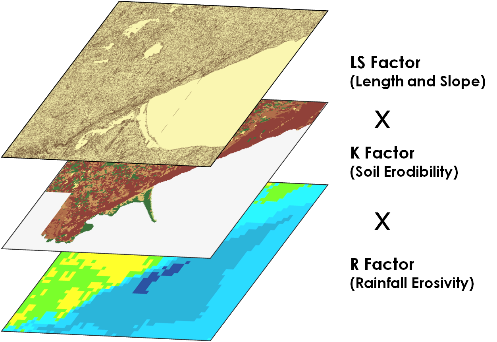 LS Factor
(Length and Slope)
X
K Factor
(Soil Erodibility)
X
R Factor
(Rainfall Erosivity)